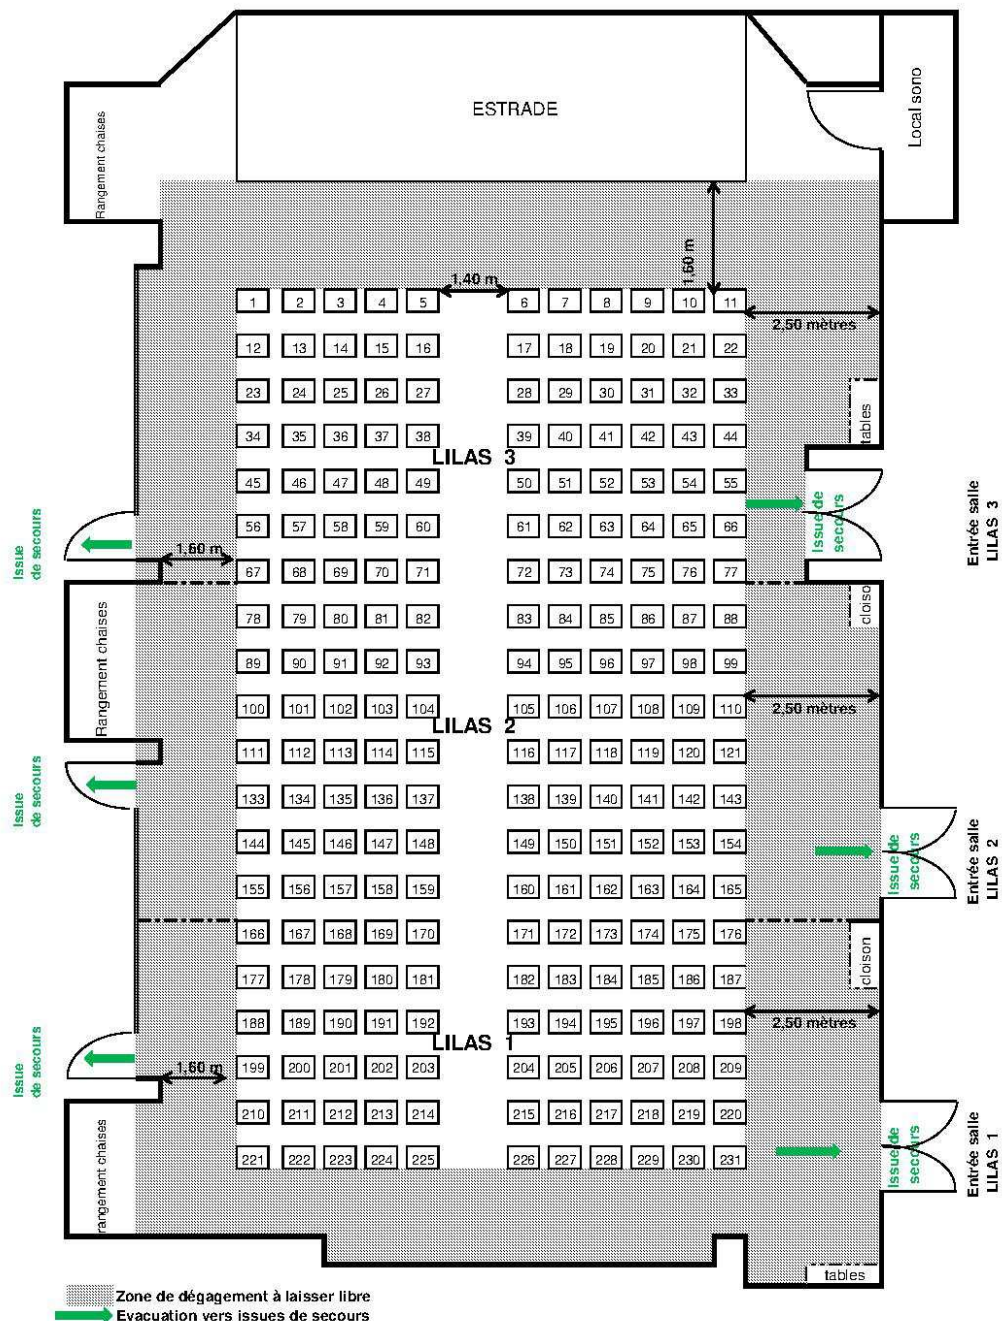 ESTRADE
Local sono
Rangement chaises
1,60 m
1,40 m
1 2 3 4 5 6 7 8 9 10 11
2,50 mètres
12 13 14 15 16 17 18 19 20 21 22
23 24 25 26 27 28 29 30 31 32 33
tables
34 35 36 37 38 39 40 41 42 43 44
LILAS 3
45 46 47 48 49 50 51 52 53 54 55
Issue de
secours
Entrée salle
LILAS 3
Issue
de secours
56 57 58 59 60 61 62 63 64 65 66
1,60 m
67 68 69 70 71 72 73 74 75 76 77
cloiso
Rangement chaises
78 79 80 81 82 83 84 85 86 87 88
89 90 91 92 93 94 95 96 97 98 99
100 101 102 103 104 105 106 107 108 109 110
2,50 mètres
LILAS 2
111 112 113 114 115 116 117 118 119 120 121
Issue
de secours
133 134 135 136 137 138 139 140 141 142 143
144 145 146 147 148 149 150 151 152 153 154
Issue de
secours
Entrée salle
LILAS 2
155 156 157 158 159 160 161 162 163 164 165
166 167 168 169 170 171 172 173 174 175 176
cloison
177 178 179 180 181 182 183 184 185 186 187
188 189 190 191 192 193 194 195 196 197 198
2,50 mètres
LILAS 1
Issue
de secours
199 200 201 202 203 204 205 206 207 208 209
1,60 m
210 211 212 213 214 215 216 217 218 219 220
rangement chaises
Issue de
secours
Entrée salle
LILAS 1
221 222 223 224 225 226 227 228 229 230 231
tables
Zone de dégagement à laisser libre
Evacuation vers issues de secours